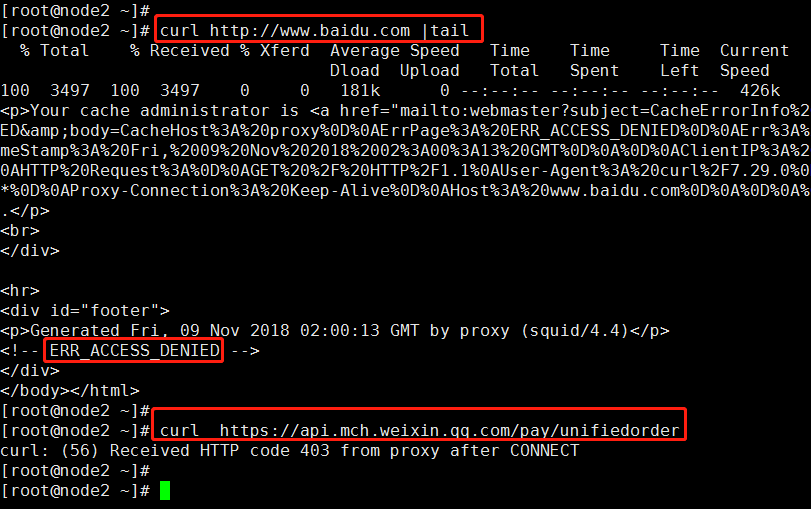 [root@node2 ~]#
[root@node2 ~]# curl http://www.baidu.com |tail
% Total % Received % Xferd Average Speed Time Time Time Current
Dload Upload Total Spent Left Speed
100 3497 100 3497 0 0 181k 0 --:--:-- --:--:-- --:--:-- 426k
<p>Your cache administrator is <a href="mailto:webmaster?subject=CacheErrorInfo%2
ED&amp;body=CacheHost%3A%20proxy%0D%0AErrPage%3A%20ERR_ACCESS_DENIED%0D%0AErr%3A%
meStamp%3A%20Fri,%2009%20Nov%202018%2002%3A00%3A13%20GMT%0D%0A%0D%0AClientIP%3A%2
0AHTTP%20Request%3A%0D%0AGET%20%2F%20HTTP%2F1.1%0AUser-Agent%3A%20curl%2F7.29.0%0
*%0D%0AProxy-Connection%3A%20Keep-Alive%0D%0AHost%3A%20www.baidu.com%0D%0A%0D%0A%
.</p>
<br>
</div>
<hr>
<div id="footer">
<p>Generated Fri, 09 Nov 2018 02:00:13 GMT by proxy (squid/4.4)</p>
<!-- ERR_ACCESS_DENIED -->
</div>
</body></html>
[root@node2 ~]#
[root@node2 ~]# curl  https://api.mch.weixin.qq.com/pay/unifiedorder
curl: (56) Received HTTP code 403 from proxy after CONNECT
[root@node2 ~]#
[root@node2 ~]#